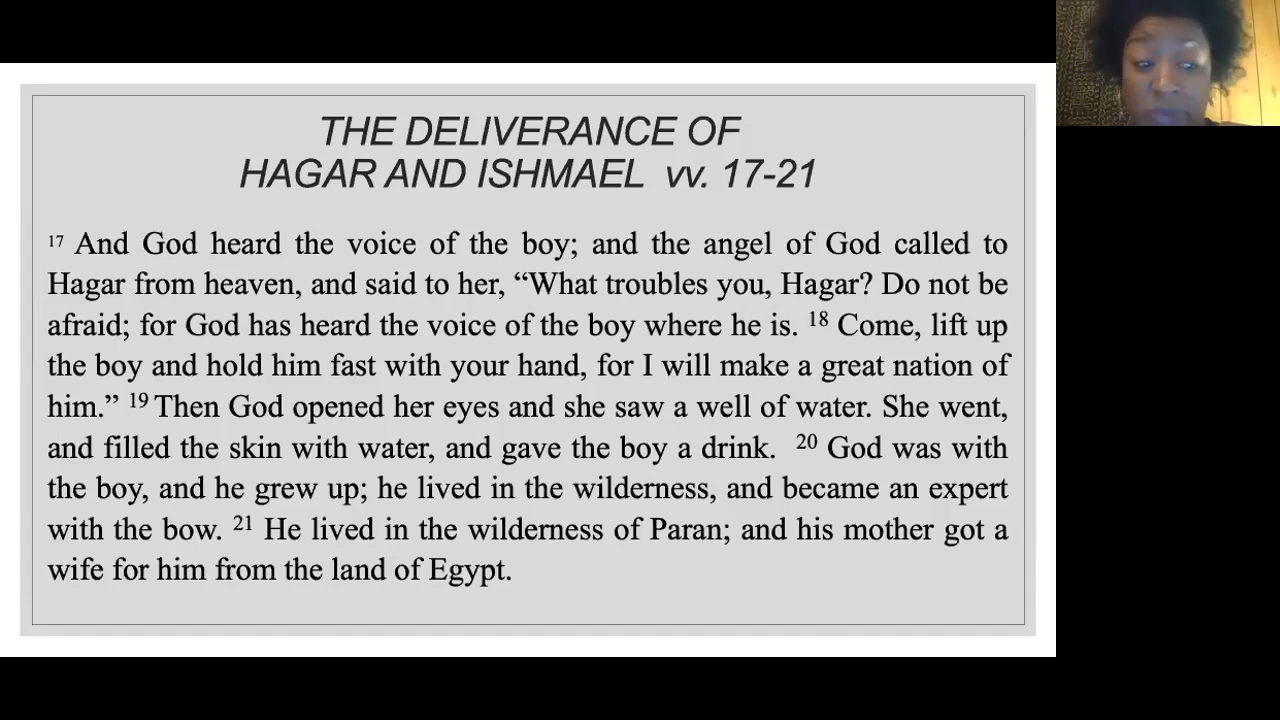 THE DELIVERANCE OF
HAGAR AND ISHMAEL vv. 17-21
17 And God heard the voice of the boy; and the angel of God called to
Hagar from heaven, and said to her, “What troubles you, Hagar? Do not be
afraid; for God has heard the voice of the boy where he is. 18 Come, lift up
the boy and hold him fast with your hand, for I will make a great nation of
him.” 19 Then God opened her eyes and she saw a well of water. She went,
and filled the skin with water, and gave the boy a drink. 20 God was with
the boy, and he grew up; he lived in the wilderness, and became an expert
with the bow. 21 He lived in the wilderness of Paran; and his mother got a
wife for him from the land of Egypt.